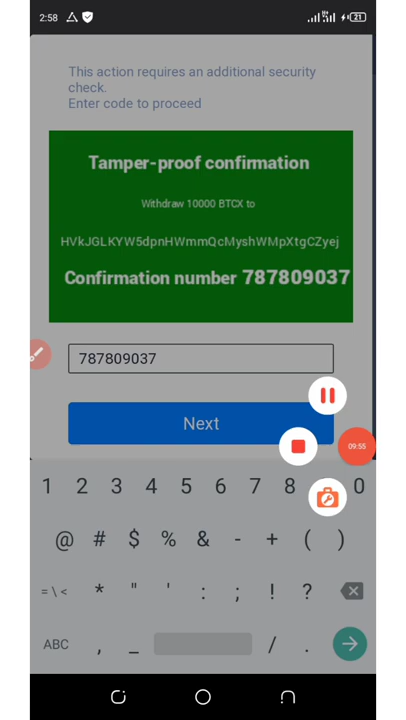 2:58
21
This action requires an additional security
check.
Enter code to proceed
Tamper-proof confirmation
Withdraw 10000 BTCX to
HVkJGLKYW5dpnHWmmQcMyshWMpXtgCZyej
Confirmation number 787809037
787809037
Next
09:55
1 2 3 4 5 6 7 8 0
@ # $ % & - + ( )
= \ < * " ' : ; ! ?
ABC , _ / .